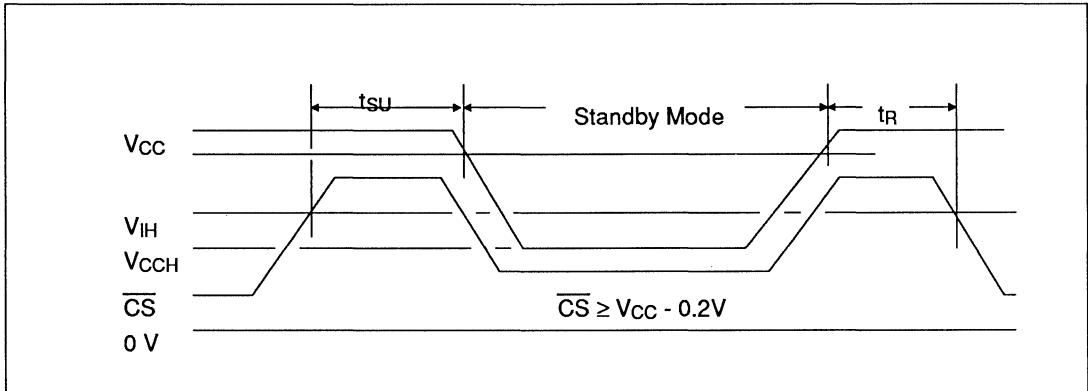 tSU
Standby Mode
tR
VCC
VIH
VCCH
CS
CS ≥ VCC - 0.2V
0 V